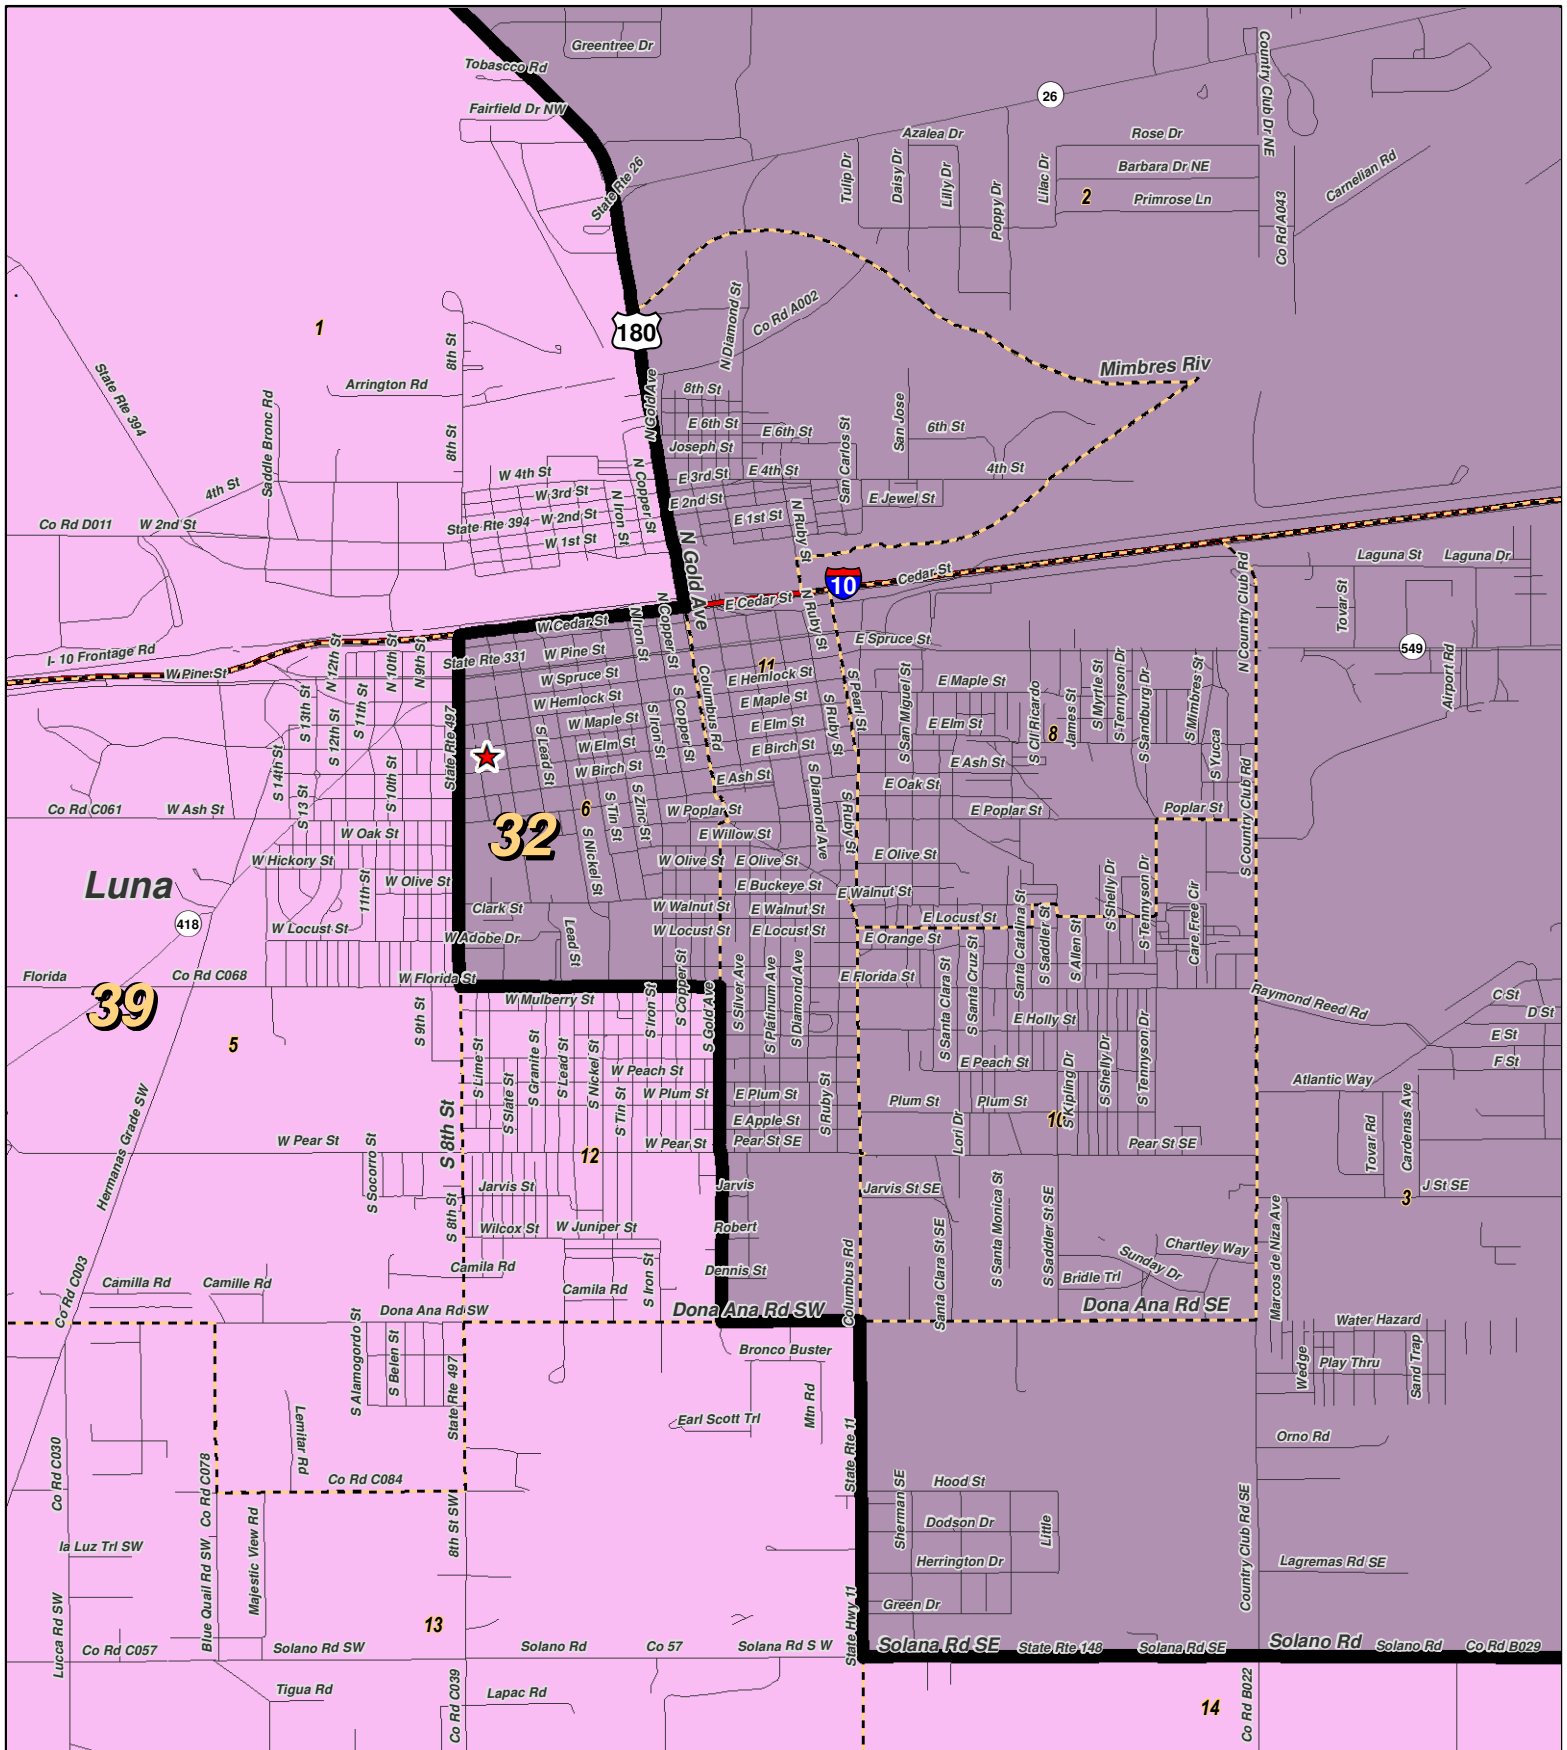 Greentree Dr
Tobascco Rd
Fairfield Dr NW
State Rte 26
26
Country Club Dr NE
Azalea Dr
Rose Dr
Tulip Dr
Daisy Dr
Lilly Dr
Poppy Dr
Lilac Dr
Barbara Dr NE
Primrose Ln
2
Carnelian Rd
Co Rd A043
1
180
N Diamond St
Co Rd A002
Mimbres Riv
State Rte 394
8th St
Arrington Rd
Saddle Bronc Rd
N Gold Ave
8th St
E 6th St
E 6th St
Joseph St
San Carlos St
San Jose
6th St
8th St
4th St
W 4th St
N Copper St
E 3rd St
E 4th St
4th St
W 3rd St
N Iron St
E 2nd St
E Jewel St
Co Rd D011
W 2nd St
State Rte 394
W 2nd St
W 1st St
E 1st St
N Ruby St
N Gold Ave
10
Cedar St
E Cedar St
N Country Club Rd
Laguna St
Laguna Dr
Tovar St
549
Airport Rd
I- 10 Frontage Rd
W Pine St
N 12th St
N 10th St
N 9th St
W Cedar St
N Iron St
N Copper St
N Ruby St
E Spruce St
State Rte 331
W Pine St
W Spruce St
W Hemlock St
W Maple St
W Elm St
W Birch St
Columbus Rd
11
E Hemlock St
E Maple St
E Elm St
E Birch St
E Ash St
S Pearl St
S Ruby St
S San Miguel St
E Maple St
E Elm St
E Ash St
E Oak St
E Poplar St
Poplar St
S Cll Ricardo
James St
S Myrtle St
S Tennyson Dr
S Sandburg Dr
S Mimbres St
S Yucca
8
S Country Club Rd
S 14th St
S 13th St
S 13 St
S 12th St
S 11th St
S 10th St
State Rte 497
S Lead St
S Iron St
S Copper St
S Zinc St
S Tin St
S Nickel St
6
32
Co Rd C061
W Ash St
W Oak St
W Hickory St
W Olive St
11th St
W Locust St
Luna
418
Clark St
W Adobe Dr
Lead St
W Poplar St
E Willow St
W Olive St
E Olive St
E Buckeye St
W Walnut St
E Walnut St
W Locust St
E Locust St
S Diamond Ave
S Ruby St
E Olive St
E Walnut St
E Locust St
E Orange St
E Florida St
Santa Catalina St
S Saddler St
S Allen St
S Shelly Dr
S Tennyson Dr
Care Free Cir
Florida
Co Rd C068
W Florida St
39
5
S 9th St
W Mulberry St
S Iron St
S Copper St
S Gold Ave
S Silver Ave
S Platinum Ave
S Diamond Ave
S Santa Clara St
S Santa Cruz St
E Holly St
E Peach St
Raymond Reed Rd
C St
D St
E St
F St
S Lime St
S Slate St
S Granite St
S Lead St
S Nickel St
S Tin St
W Peach St
W Plum St
E Plum St
E Apple St
W Pear St
Pear St SE
S Ruby St
Plum St
Plum St
Lori Dr
10
S Kipling Dr
S Shelly Dr
S Tennyson Dr
Pear St SE
Atlantic Way
Tovar Rd
Cardenas Ave
Hermanas Grade SW
W Pear St
S Socorro St
S 8th St
12
S 8th St
Jarvis St
Wilcox St
W Juniper St
Jarvis
Robert
Dennis St
Jarvis St SE
Santa Clara St SE
S Santa Monica St
S Saddler St SE
Chartley Way
Sunday Dr
Bridle Trl
J St SE
3
Marcos de Niza Ave
Co Rd C003
Camilla Rd
Camille Rd
Camila Rd
Camila Rd
S Iron St
Dona Ana Rd SW
Dona Ana Rd SW
Columbus Rd
Dona Ana Rd SE
Water Hazard
Wedge
Play Thru
Sand Trap
S Alamogordo St
S Belen St
State Rte 497
Bronco Buster
Earl Scott Trl
Mtn Rd
State Rte 11
Lemitar Rd
Co Rd C030
Co Rd C078
Co Rd C084
Orno Rd
Sherman SE
Hood St
Dodson Dr
Herrington Dr
Green Dr
Little
Country Club Rd SE
Lagremas Rd SE
la Luz Trl SW
Majestic View Rd
Blue Quail Rd SW
8th St SW
13
Lucca Rd SW
Co Rd C057
Solano Rd SW
Solano Rd
Co 57
Solana Rd S W
State Hwy 11
Solana Rd SE
State Rte 148
Solana Rd SE
Solano Rd
Solano Rd
Co Rd B029
Tigua Rd
Co Rd C039
Lapac Rd
Co Rd B022
14